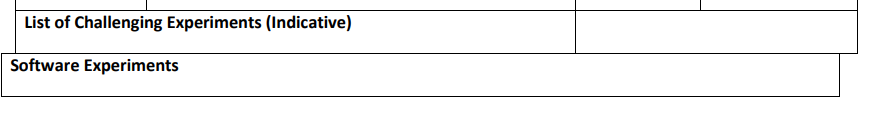 List of Challenging Experiments (Indicative)
Software Experiments